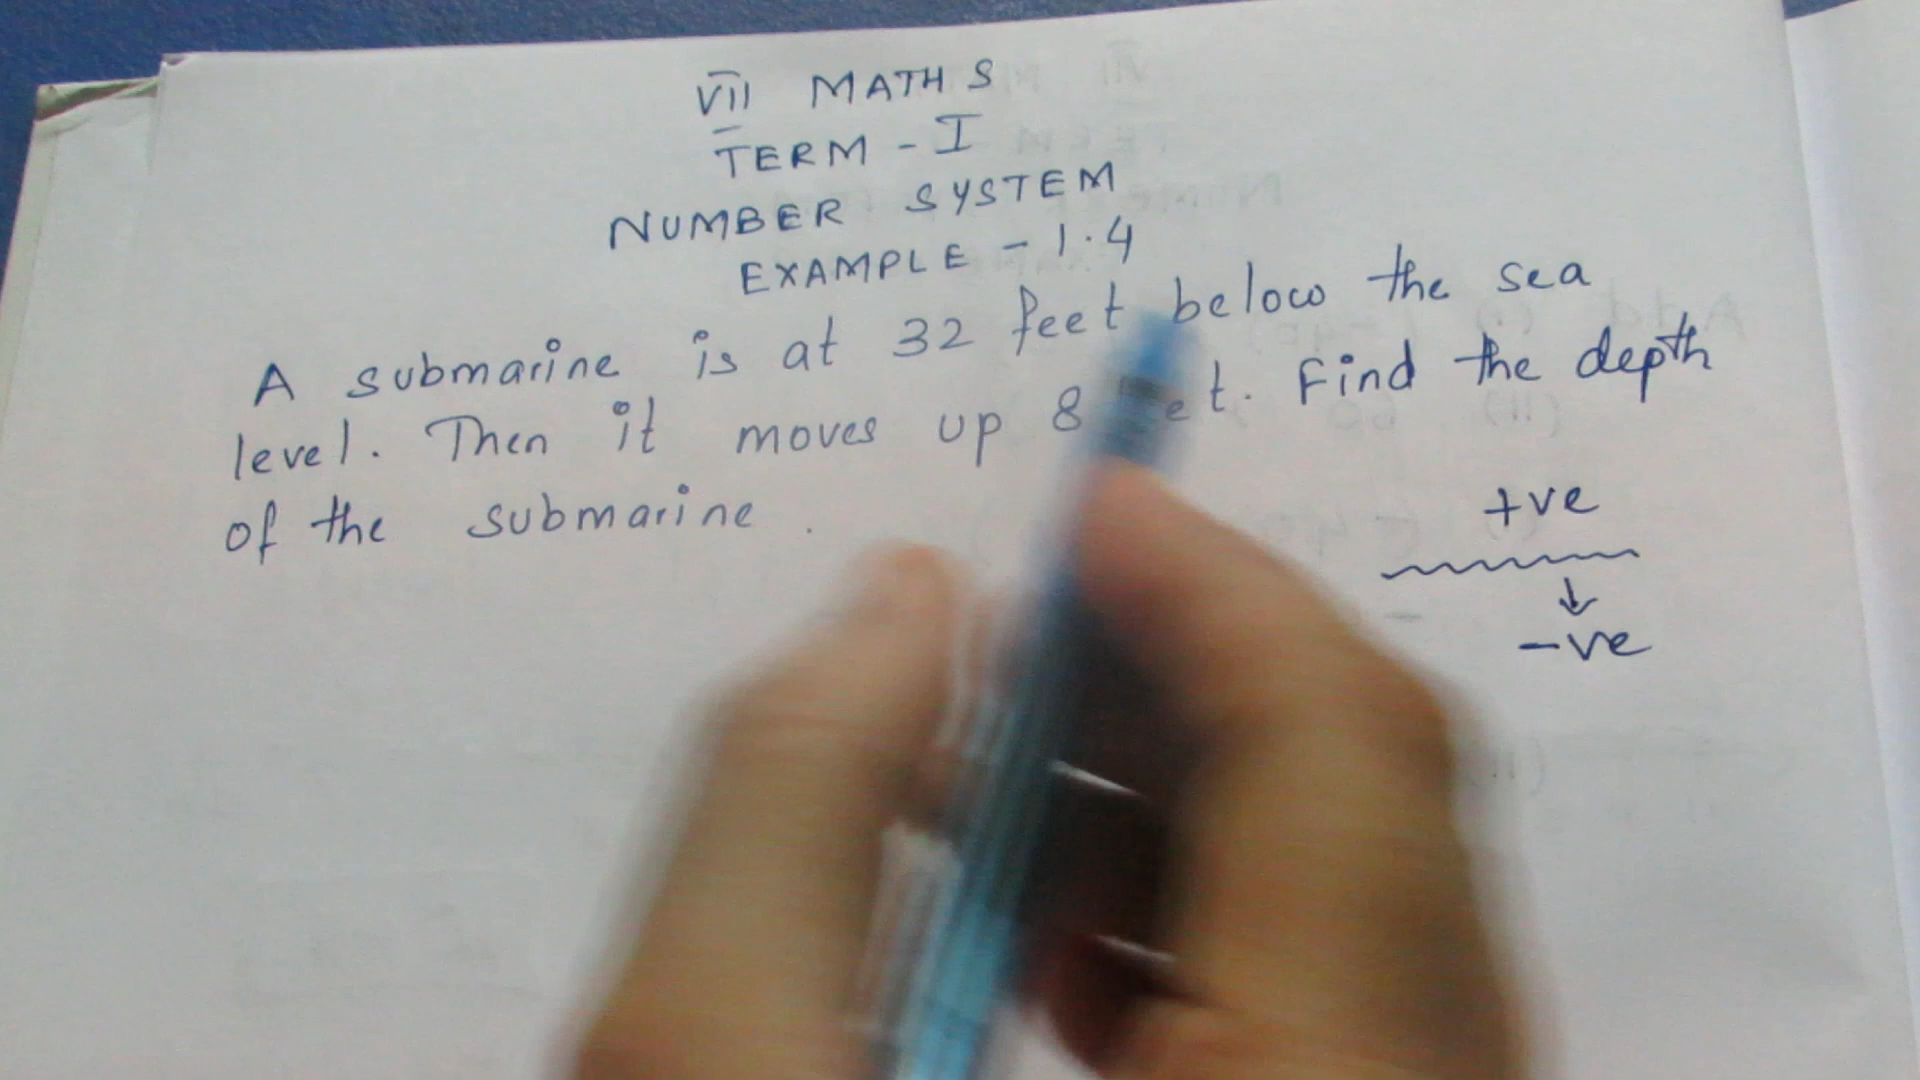 VII MATHS
TERM - I
NUMBER SYSTEM
EXAMPLE - 1.4
A submarine is at 32 feet below the sea
level. Then it moves up 8 . Find the depth
of the submarine.
+ve
-ve